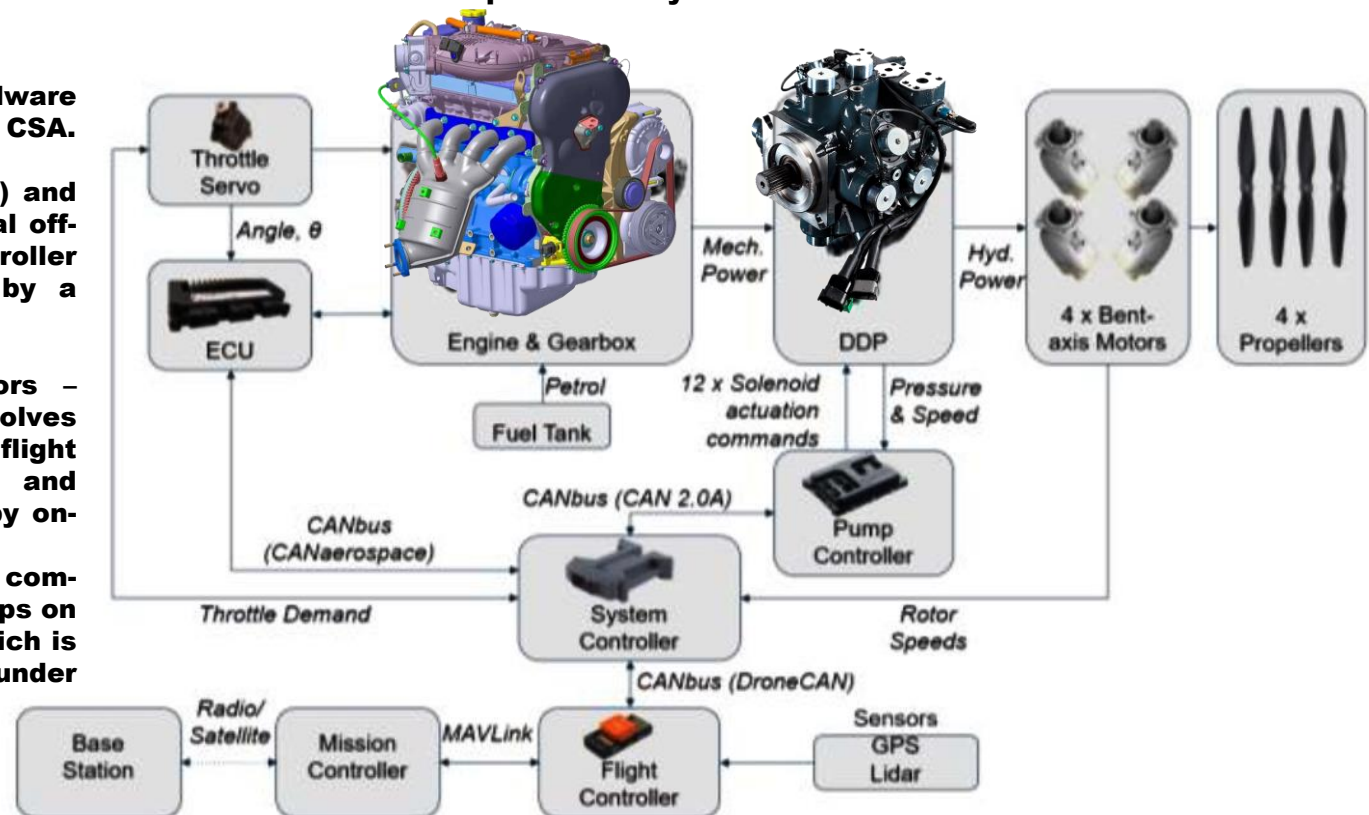 dware
CSA.
) and
al off-
roller
by a
ors –
olves
flight
and
by on-
com-
ps on
ich is
under
Throttle
Servo
Angle, θ
ECU
Engine & Gearbox
Mech.
Power
DDP
Hyd.
Power
4 x Bent-
axis Motors
4 x
Propellers
Petrol
Fuel Tank
12 x Solenoid
actuation
commands
Pressure
& Speed
Pump
Controller
CANbus (CAN 2.0A)
CANbus
(CANaerospace)
Throttle Demand
System
Controller
Rotor
Speeds
CANbus (DroneCAN)
Base
Station
Radio/
Satellite
Mission
Controller
MAVLink
Flight
Controller
Sensors
GPS
Lidar